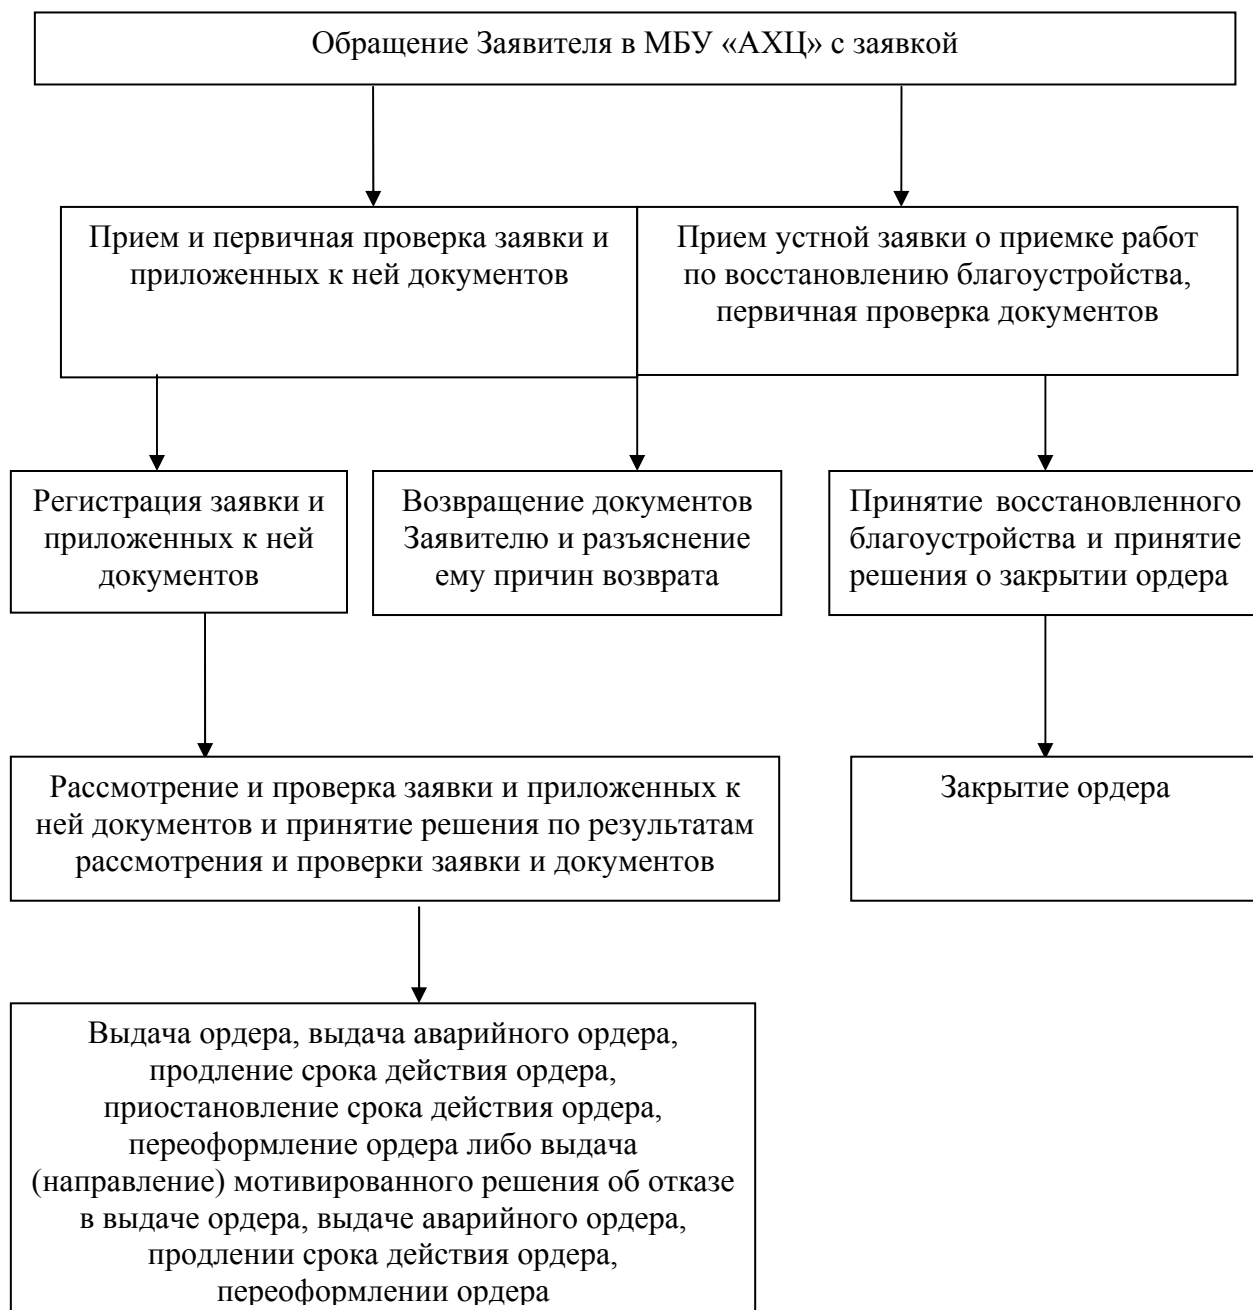 Обращение Заявителя в МБУ «АХЦ» с заявкой
Прием и первичная проверка заявки и
приложенных к ней документов
Прием устной заявки о приемке работ
по восстановлению благоустройства,
первичная проверка документов
Регистрация заявки и
приложенных к ней
документов
Возвращение документов
Заявителю и разъяснение
ему причин возврата
Принятие восстановленного
благоустройства и принятие
решения о закрытии ордера
Рассмотрение и проверка заявки и приложенных к
ней документов и принятие решения по результатам
рассмотрения и проверки заявки и документов
Закрытие ордера
Выдача ордера, выдача аварийного ордера,
продление срока действия ордера,
приостановление срока действия ордера,
переоформление ордера либо выдача
(направление) мотивированного решения об отказе
в выдаче ордера, выдаче аварийного ордера,
продлении срока действия ордера,
переоформлении ордера